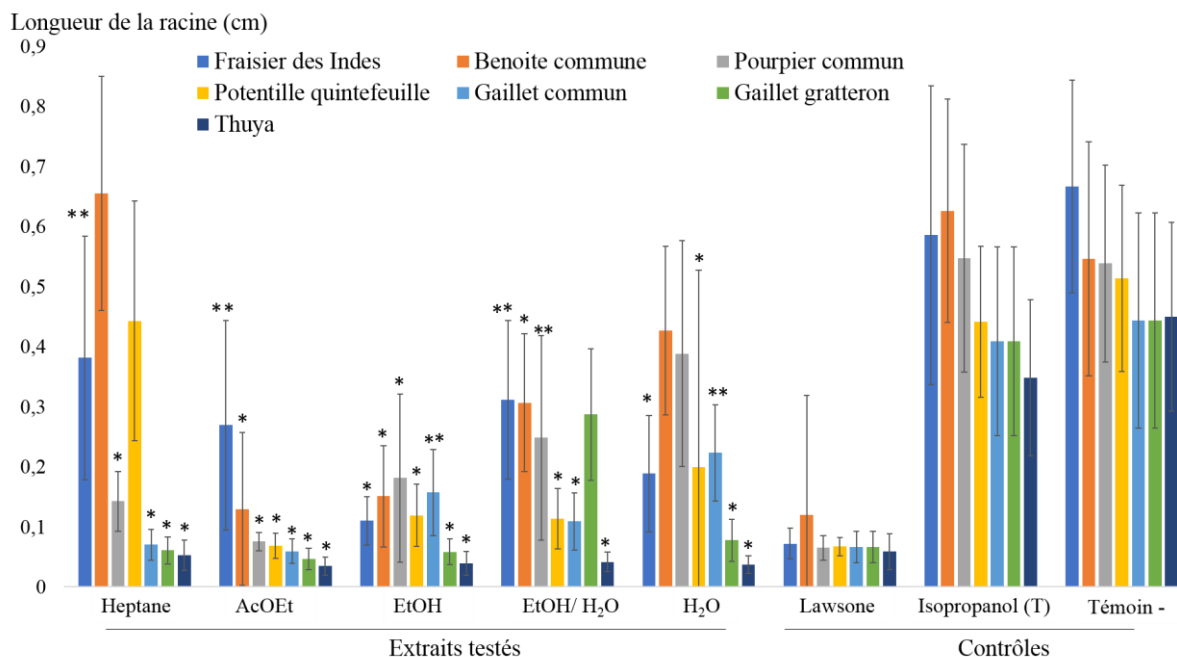 Longueur de la racine (cm)
0,9
0,8
0,7
0,6
0,5
0,4
0,3
0,2
0,1
0
Fraisier des Indes
Benoite commune
Pourpier commun
Potentille quintefeuille
Gaillet commun
Gaillet gratteron
Thuya
** * * * *
** * * * * * *
* * * * ** * *
** * ** * * *
* * ** * *
Heptane AcOEt EtOH EtOH/ H₂O H₂O Lawsone Isopropanol (T) Témoin -
Extraits testés Contrôles